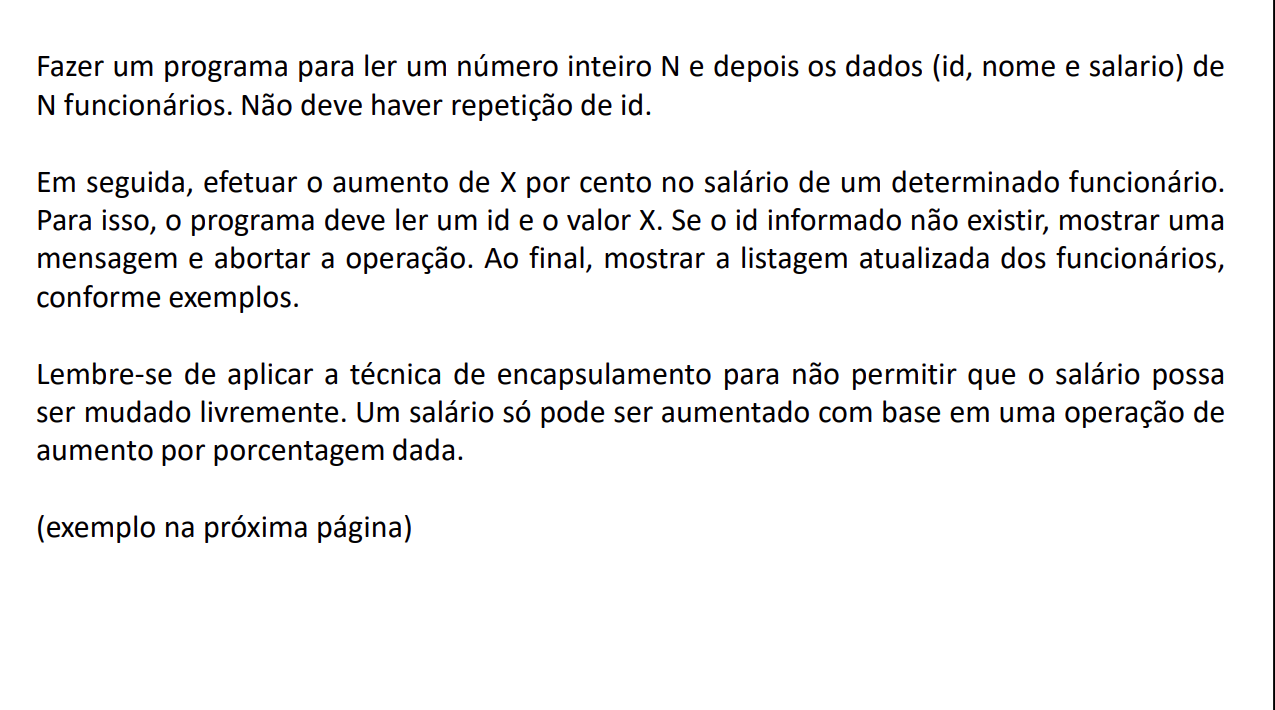 Fazer um programa para ler um número inteiro N e depois os dados (id, nome e salario) de
N funcionários. Não deve haver repetição de id.
Em seguida, efetuar o aumento de X por cento no salário de um determinado funcionário.
Para isso, o programa deve ler um id e o valor X. Se o id informado não existir, mostrar uma
mensagem e abortar a operação. Ao final, mostrar a listagem atualizada dos funcionários,
conforme exemplos.
Lembre-se de aplicar a técnica de encapsulamento para não permitir que o salário possa
ser mudado livremente. Um salário só pode ser aumentado com base em uma operação de
aumento por porcentagem dada.
(exemplo na próxima página)